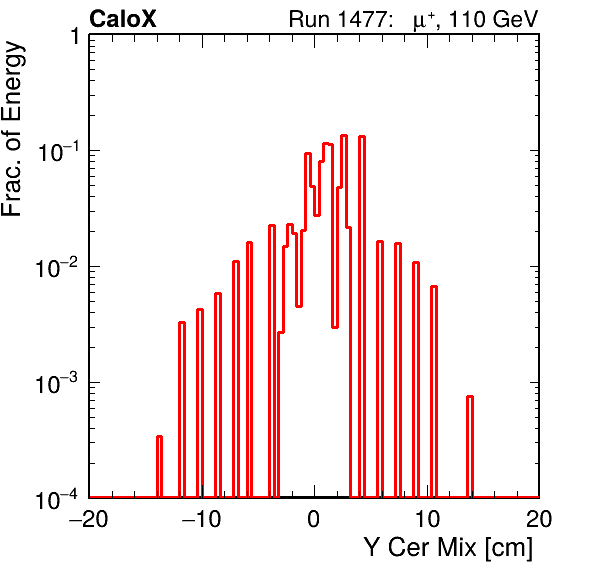 CaloX Run 1477: μ⁺, 110 GeV
Frac. of Energy
1
10⁻¹
10⁻²
10⁻³
10⁻⁴
−20 −10 0 10 20
Y Cer Mix [cm]